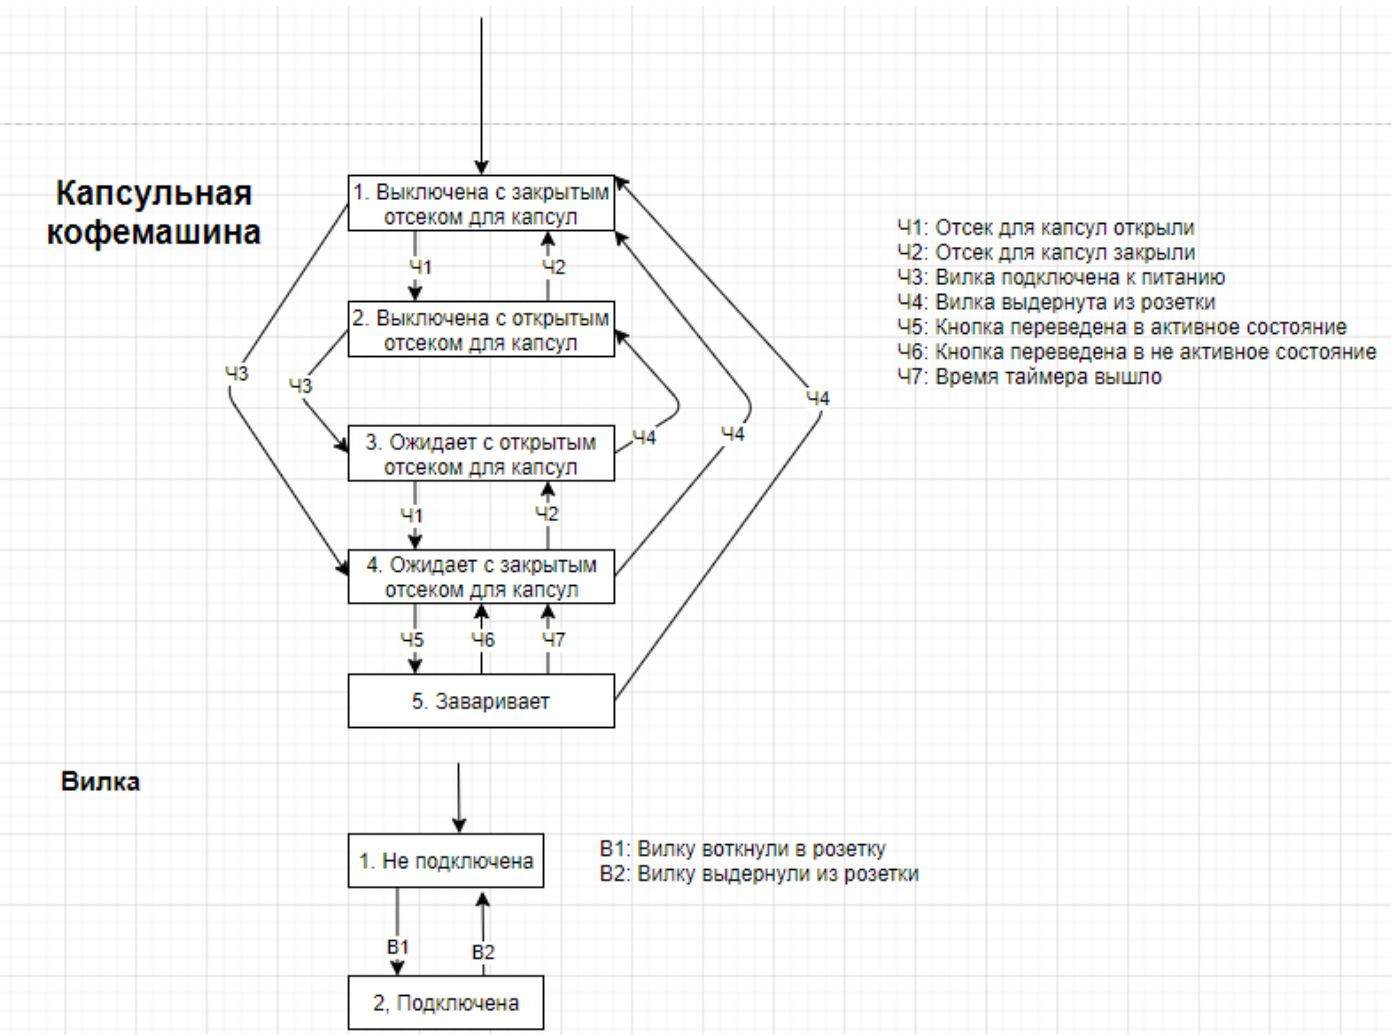 Капсульная
кофемашина
1. Выключена с закрытым
отсеком для капсул
Ч1
Ч2
2. Выключена с открытым
отсеком для капсул
Ч3
Ч3
3. Ожидает с открытым
отсеком для капсул
Ч4
Ч4
Ч4
Ч1
Ч2
4. Ожидает с закрытым
отсеком для капсул
Ч5
Ч6
Ч7
5. Заваривает
Ч1: Отсек для капсул открыли
Ч2: Отсек для капсул закрыли
Ч3: Вилка подключена к питанию
Ч4: Вилка выдернута из розетки
Ч5: Кнопка переведена в активное состояние
Ч6: Кнопка переведена в не активное состояние
Ч7: Время таймера вышло
Вилка
1. Не подключена
В1
В2
2, Подключена
В1: Вилку воткнули в розетку
В2: Вилку выдернули из розетки